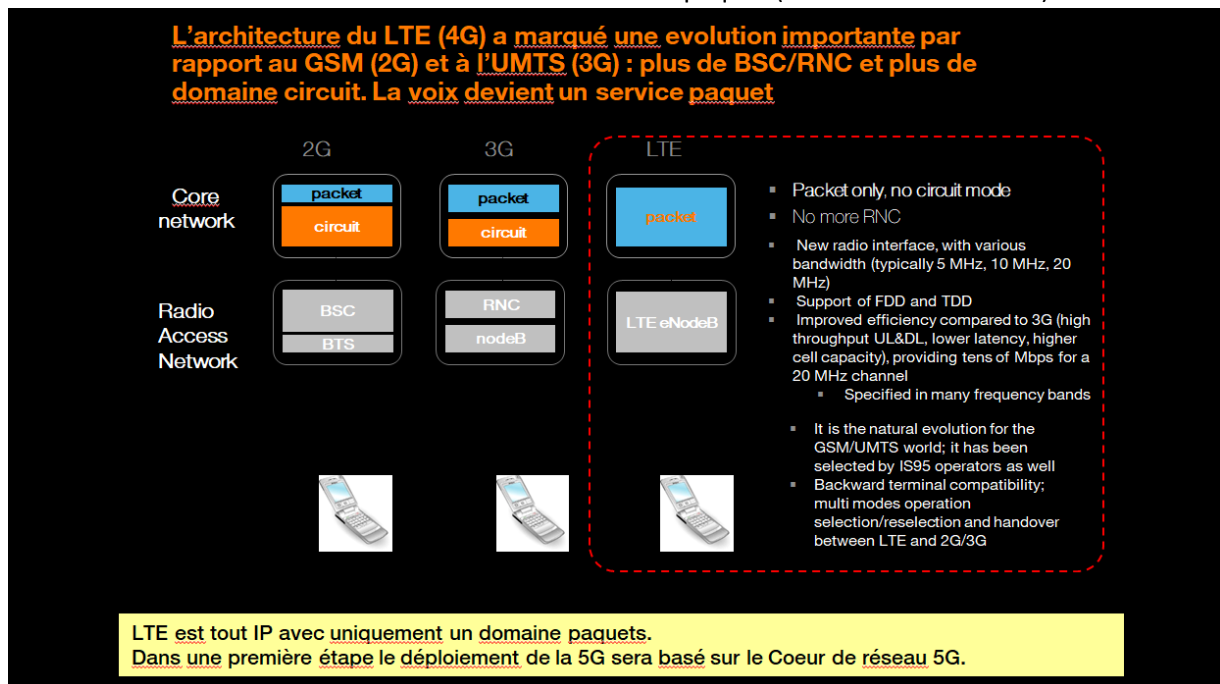 L'architecture du LTE (4G) a marqué une evolution importante par
rapport au GSM (2G) et à l'UMTS (3G) : plus de BSC/RNC et plus de
domaine circuit. La voix devient un service paquet
2G
3G
LTE
Core
network
packet
circuit
packet
circuit
packet
Radio
Access
Network
BSC
BTS
RNC
nodeB
LTE eNodeB
▪ Packet only, no circuit mode
▪ No more RNC
▪ New radio interface, with various
bandwidth (typically 5 MHz, 10 MHz, 20
MHz)
▪ Support of FDD and TDD
▪ Improved efficiency compared to 3G (high
throughput UL&DL, lower latency, higher
cell capacity), providing tens of Mbps for a
20 MHz channel
▪ Specified in many frequency bands
▪ It is the natural evolution for the
GSM/UMTS world; it has been
selected by IS95 operators as well
▪ Backward terminal compatibility;
multi modes operation
selection/reselection and handover
between LTE and 2G/3G
LTE est tout IP avec uniquement un domaine paquets.
Dans une première étape le déploiement de la 5G sera basé sur le Coeur de réseau 5G.